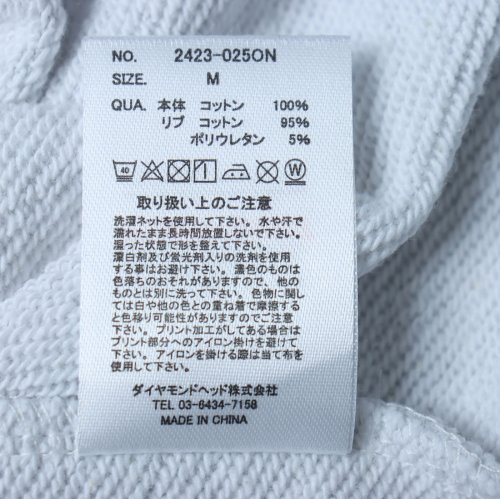 NO. 2423-025ON
SIZE. M
QUA. 本体 コットン 100%
リブ コットン 95%
ポリウレタン 5%
40 W
取り扱い上のご注意
洗濯ネットを使用して下さい。水や汗で
濡れたまま長時間放置しないで下さい。
湿った状態で形を整えて下さい。
漂白剤及び蛍光剤入りの洗剤を使用
する事はお避け下さい。濃色のものは
色落ちのおそれがありますので、他の
ものとは別に洗って下さい。色物に関し
ては白や他の色との重ね着で摩擦する
と色移り可能性がありますのでご注意
下さい。プリント加工がしてある場合は
プリント部分へのアイロン掛けを避けて
下さい。アイロンを掛ける際は当て布を
使用して下さい。
ダイヤモンドヘッド株式会社
TEL 03-6434-7158
MADE IN CHINA